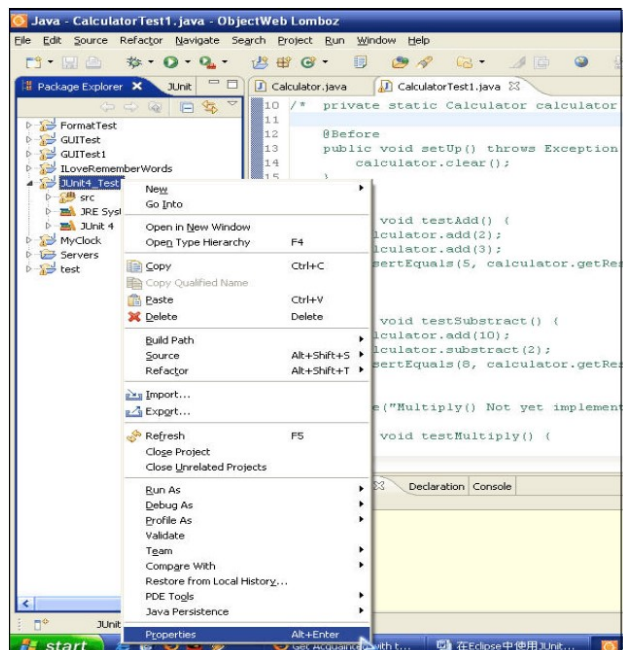 Java - CalculatorTest1.java - ObjectWeb Lomboz
File Edit Source Refactor Navigate Search Project Run Window Help
Package Explorer JUnit
Calculator.java CalculatorTest1.java
FormatTest
GUITest
GUITest1
ILoveRememberWords
JUnit4_Test
src
JRE Sys
JUnit 4
MyClock
Servers
test
New
Go Into
Open in New Window
Open Type Hierarchy F4
Copy Ctrl+C
Copy Qualified Name
Paste Ctrl+V
Delete Delete
Build Path
Source Alt+Shift+S
Refactor Alt+Shift+T
Import...
Export...
Refresh F5
Close Project
Close Unrelated Projects
Run As
Debug As
Profile As
Validate
Team
Compare With
Restore from Local History...
PDE Tools
Java Persistence
Properties Alt+Enter
10 /* private static Calculator calculator
11
12 @Before
13 public void setUp() throws Exception
14 calculator.clear();
15 }
void testAdd() {
lculator.add(2);
lculator.add(3);
sertEquals(5, calculator.getRes
void testSubstract() {
lculator.add(10);
lculator.substract(2);
sertEquals(8, calculator.getRes
e("Multiply() Not yet implement
void testMultiply() {
Declaration Console
JUnit
start
Get Acquainted with t...
在Eclipse中使用JUnit...